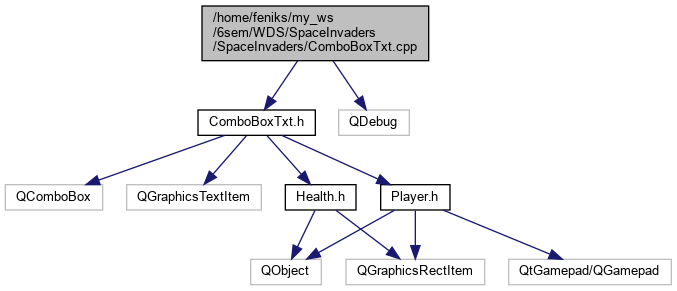 /home/feniks/my_ws
/6sem/WDS/SpaceInvaders
/SpaceInvaders/ComboBoxTxt.cpp
ComboBoxTxt.h
QDebug
QComboBox
QGraphicsTextItem
Health.h
Player.h
QObject
QGraphicsRectItem
QtGamepad/QGamepad